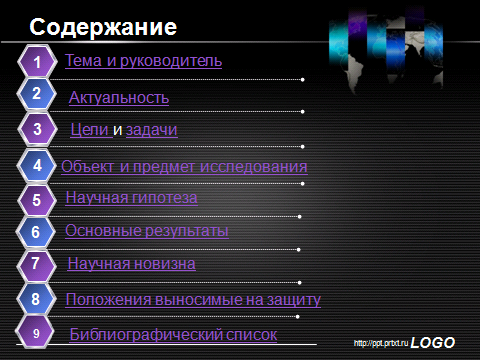 Содержание
1 Тема и руководитель
2 Актуальность
3 Цели и задачи
4 Объект и предмет исследования
5 Научная гипотеза
6 Основные результаты
7 Научная новизна
8 Положения выносимые на защиту
9 Библиографический список
http://ppt.prtxt.ru LOGO